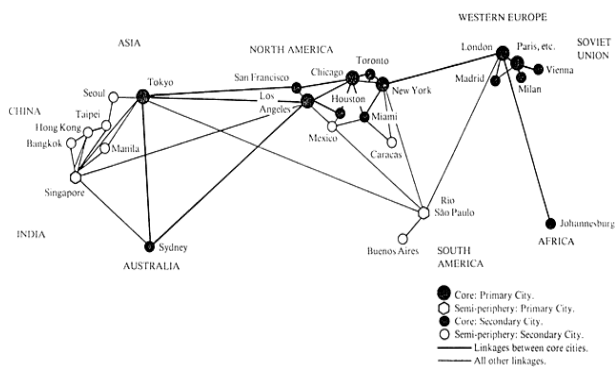 WESTERN EUROPE
ASIA
NORTH AMERICA
Toronto
London
Paris, etc.
SOVIET
UNION
Chicago
San Francisco
Tokyo
Seoul
Los
Angeles
New York
Madrid
Vienna
Milan
Houston
CHINA
Taipei
Hong Kong
Miami
Bangkok
Manila
Mexico
Caracas
Singapore
Rio
São Paulo
INDIA
Sydney
AUSTRALIA
Buenos Aires
SOUTH
AMERICA
Johannesburg
AFRICA
Core: Primary City.
Semi-periphery: Primary City.
Core: Secondary City.
Semi-periphery: Secondary City.
Linkages between core cities.
All other linkages.